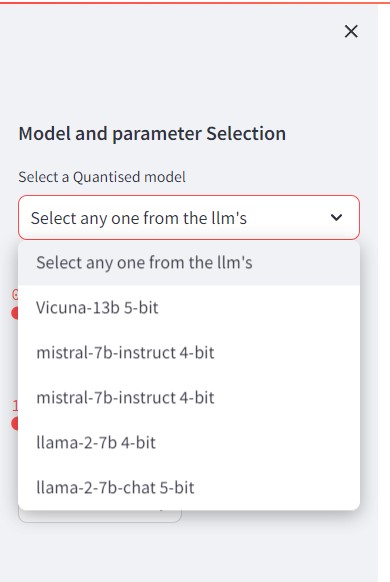 Model and parameter Selection
Select a Quantised model
Select any one from the llm's
Select any one from the llm's
Vicuna-13b 5-bit
mistral-7b-instruct 4-bit
mistral-7b-instruct 4-bit
llama-2-7b 4-bit
llama-2-7b-chat 5-bit